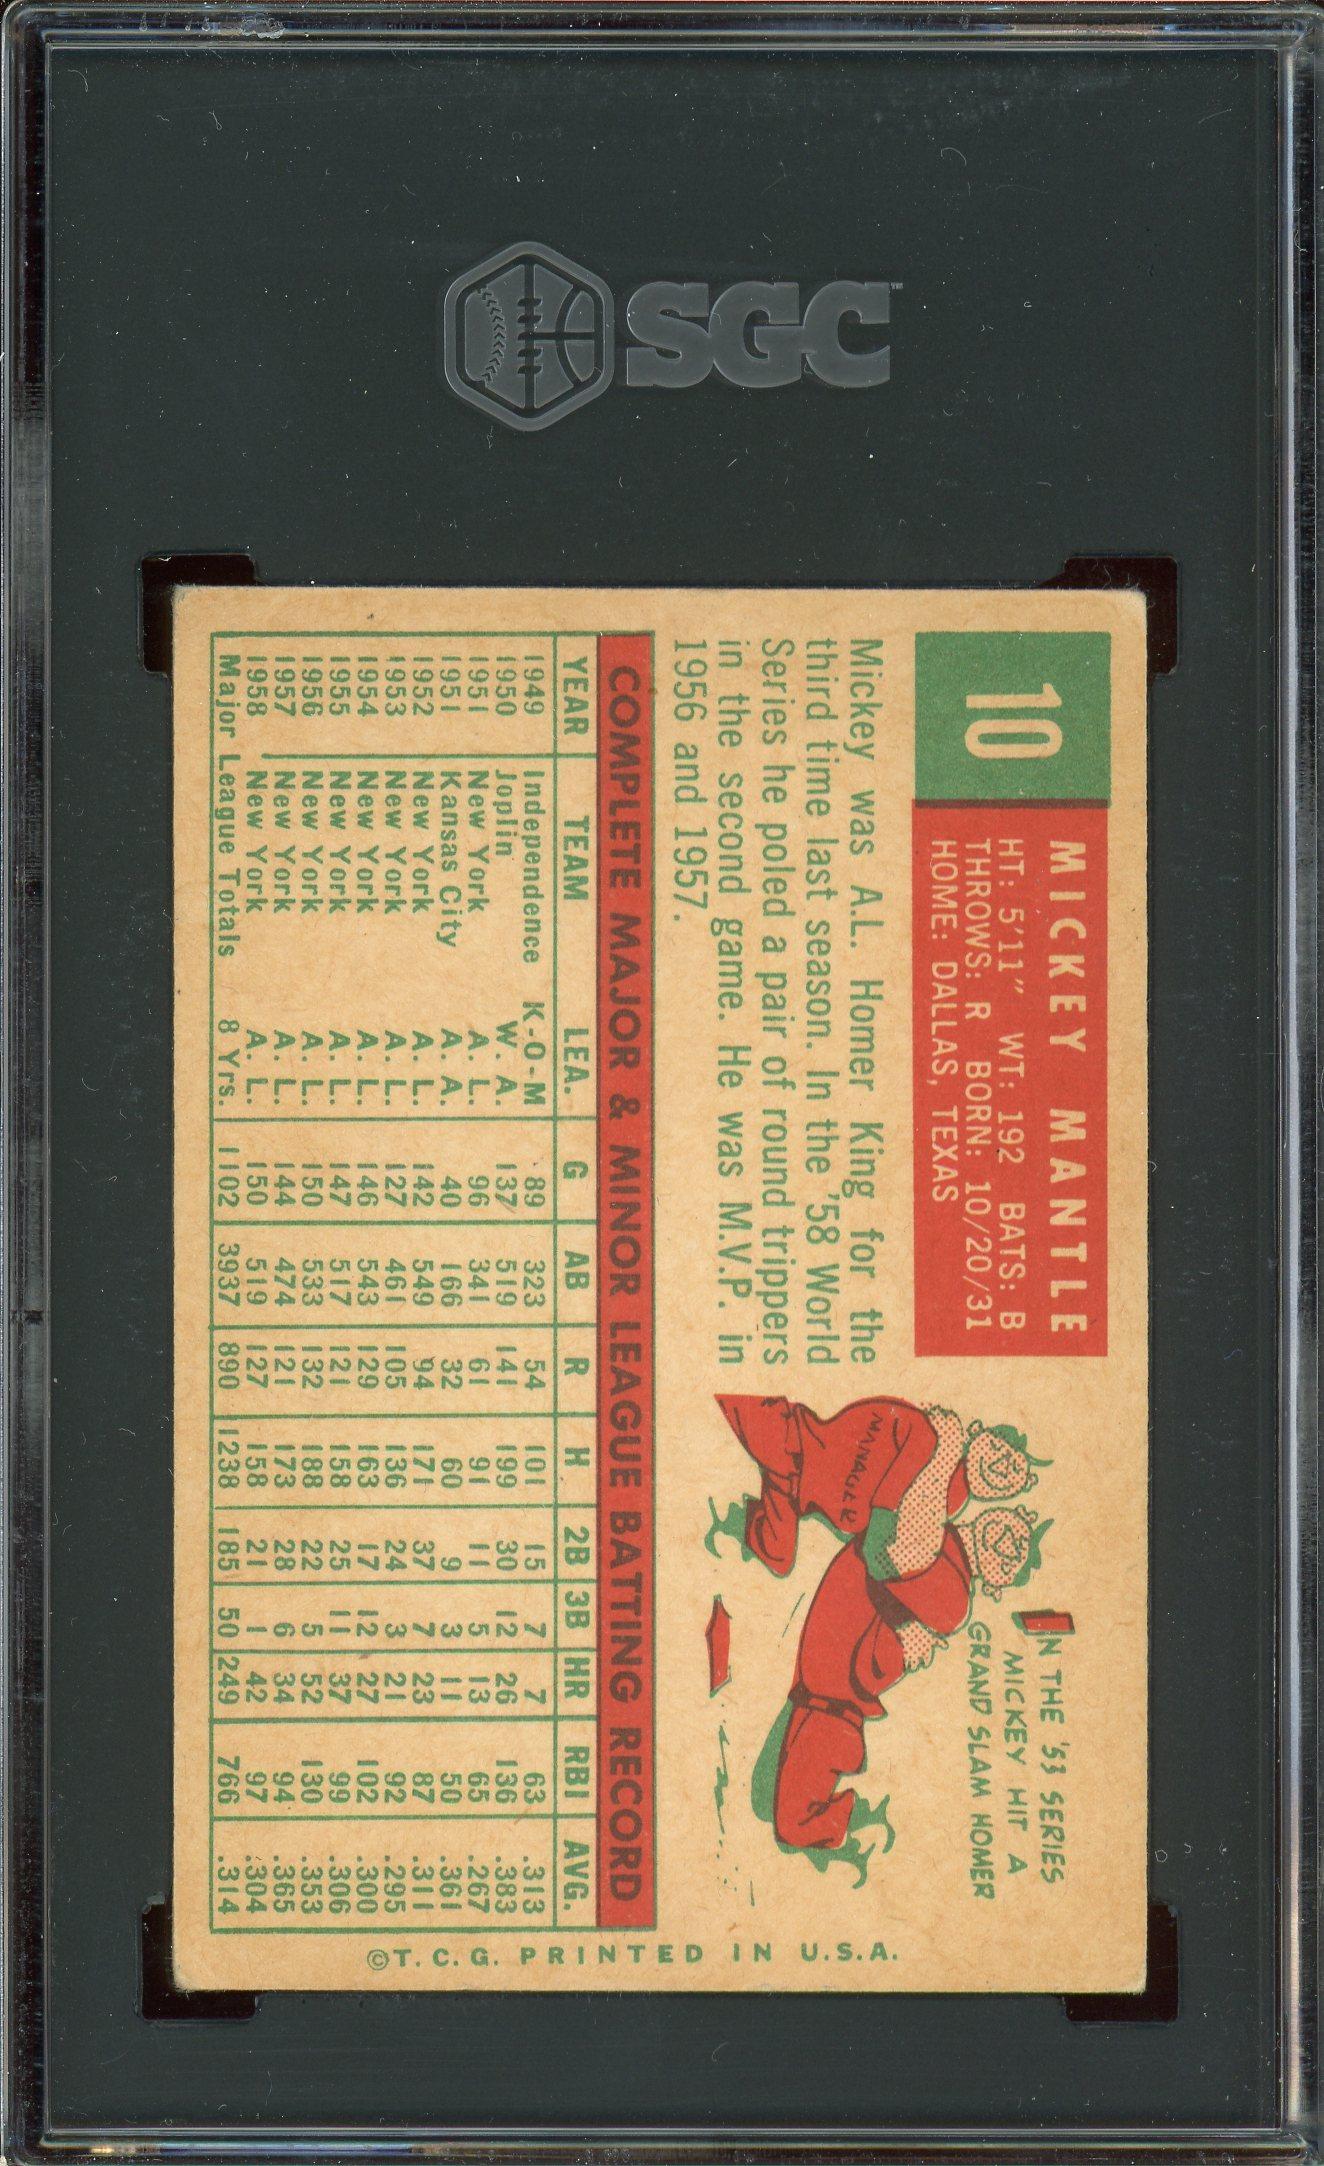 SGC™
10
MICKEY MANTLE
HT: 5'11" WT: 192 BATS: B
THROWS: R BORN: 10/20/31
HOME: DALLAS, TEXAS
Mickey was A.L. Homer King for the
third time last season. In the '58 World
Series he poled a pair of round trippers
in the second game. He was M.V.P. in
1956 and 1957.
IN THE '53 SERIES
MICKEY HIT A
GRAND SLAM HOMER
MANAGER
COMPLETE MAJOR & MINOR LEAGUE BATTING RECORD
YEAR TEAM LEA. G AB R H 2B 3B HR RBI AVG.
1949 Independence K-O-M 89 323 54 101 15 7 7 63 .313
1950 Joplin W. A. 137 519 141 199 30 12 26 136 .383
1951 New York A. L. 96 341 61 91 11 5 13 65 .267
1951 Kansas City A. A. 40 166 32 60 9 3 11 50 .361
1952 New York A. L. 142 549 94 171 37 7 23 87 .311
1953 New York A. L. 127 461 105 136 24 3 21 92 .295
1954 New York A. L. 146 543 129 163 17 12 27 102 .300
1955 New York A. L. 147 517 121 158 25 11 37 99 .306
1956 New York A. L. 150 533 132 188 22 5 52 130 .353
1957 New York A. L. 144 474 121 173 28 6 34 94 .365
1958 New York A. L. 150 519 127 158 21 1 42 97 .304
Major League Totals 8 Yrs. 1102 3937 890 1238 185 50 249 766 .314
©T. C. G. PRINTED IN U.S.A.